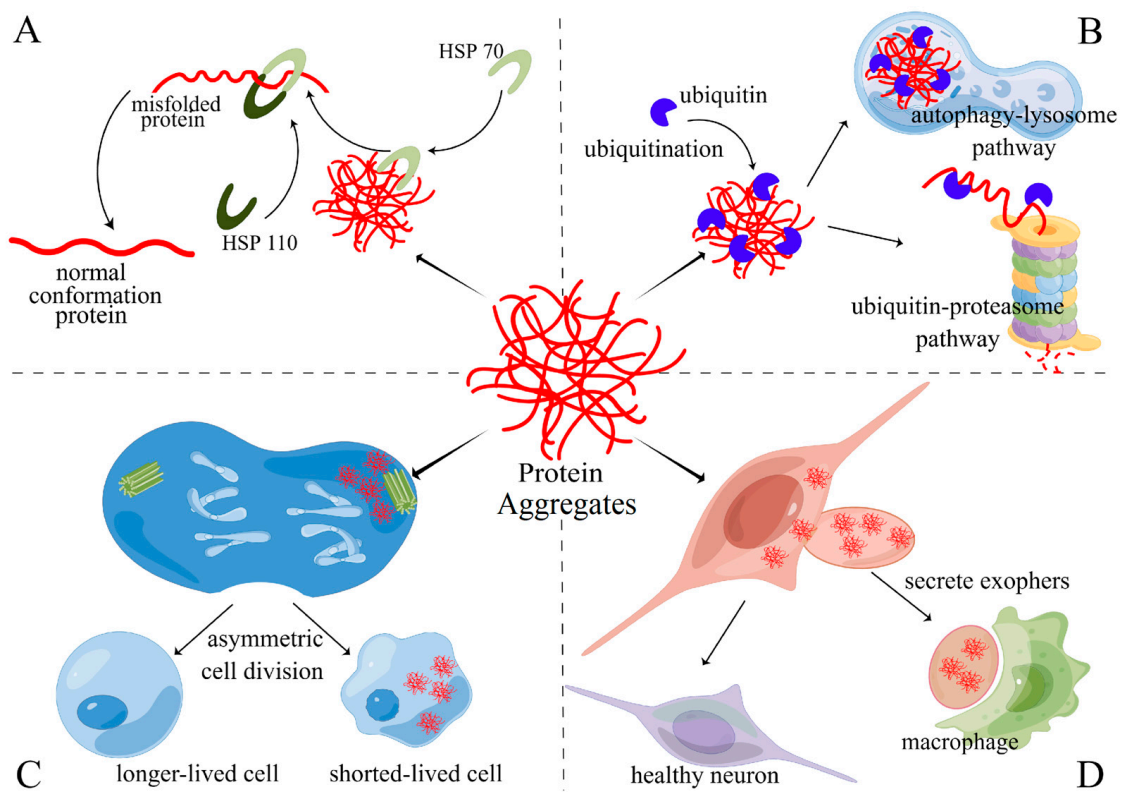 A
HSP 70
misfolded
protein
HSP 110
normal
conformation
protein
B
ubiquitin
ubiquitination
autophagy-lysosome
pathway
ubiquitin-proteasome
pathway
Protein
Aggregates
asymmetric
cell division
longer-lived cell
shorted-lived cell
C
secrete exophers
macrophage
healthy neuron
D